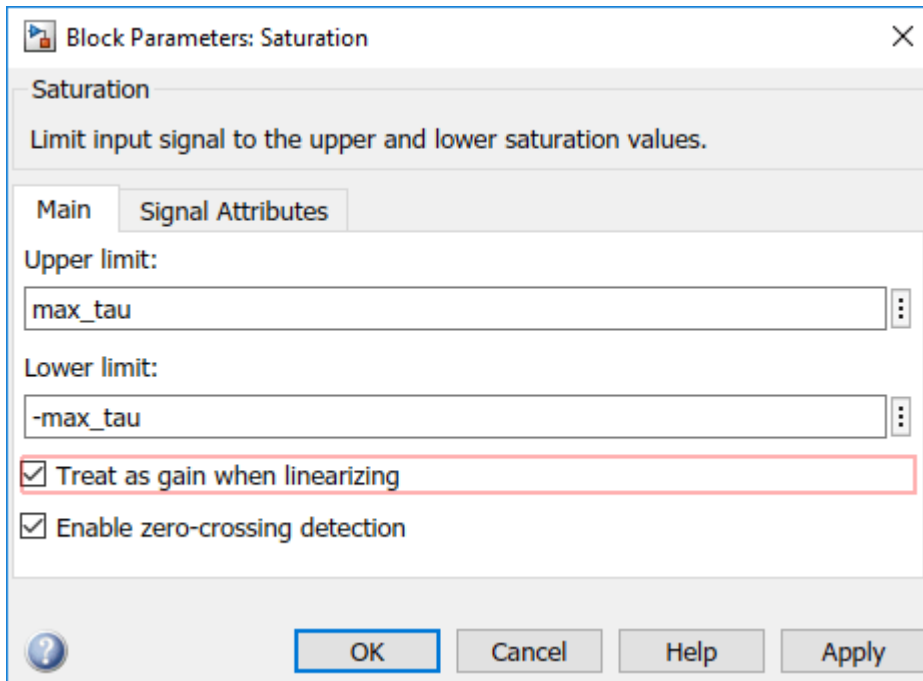 Block Parameters: Saturation
Saturation
Limit input signal to the upper and lower saturation values.
Main Signal Attributes
Upper limit:
max_tau
Lower limit:
-max_tau
Treat as gain when linearizing
Enable zero-crossing detection
OK Cancel Help Apply